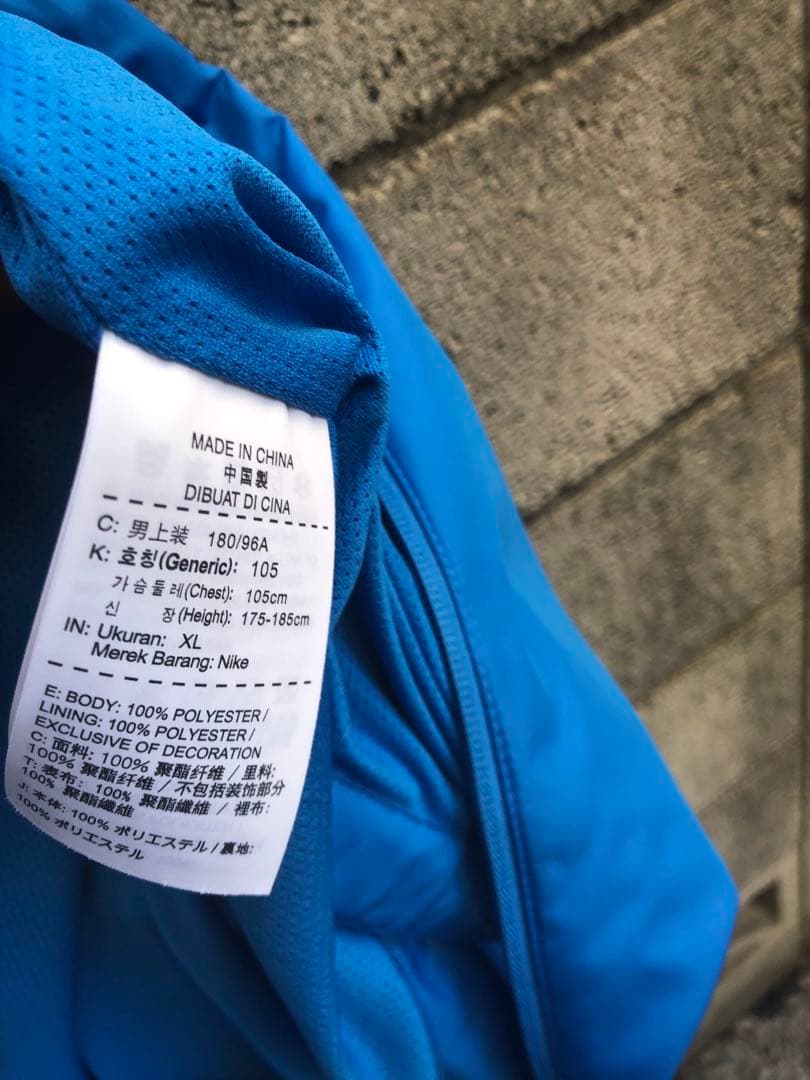 MADE IN CHINA
中国製
DIBUAT DI CINA
C: 男上装 180/96A
K: 호칭(Generic): 105
가슴둘레(Chest): 105cm
신 장(Height): 175-185cm
IN: Ukuran: XL
Merek Barang: Nike
E: BODY: 100% POLYESTER /
LINING: 100% POLYESTER /
EXCLUSIVE OF DECORATION
C: 面料: 100% 聚酯纤维 / 里料:
100% 聚酯纤维 / 不包括装饰部分
T: 表布: 100% 聚酯纖維 / 裡布:
100% 聚酯纖維
J: 本体: 100% ポリエステル / 裏地:
100% ポリエステル